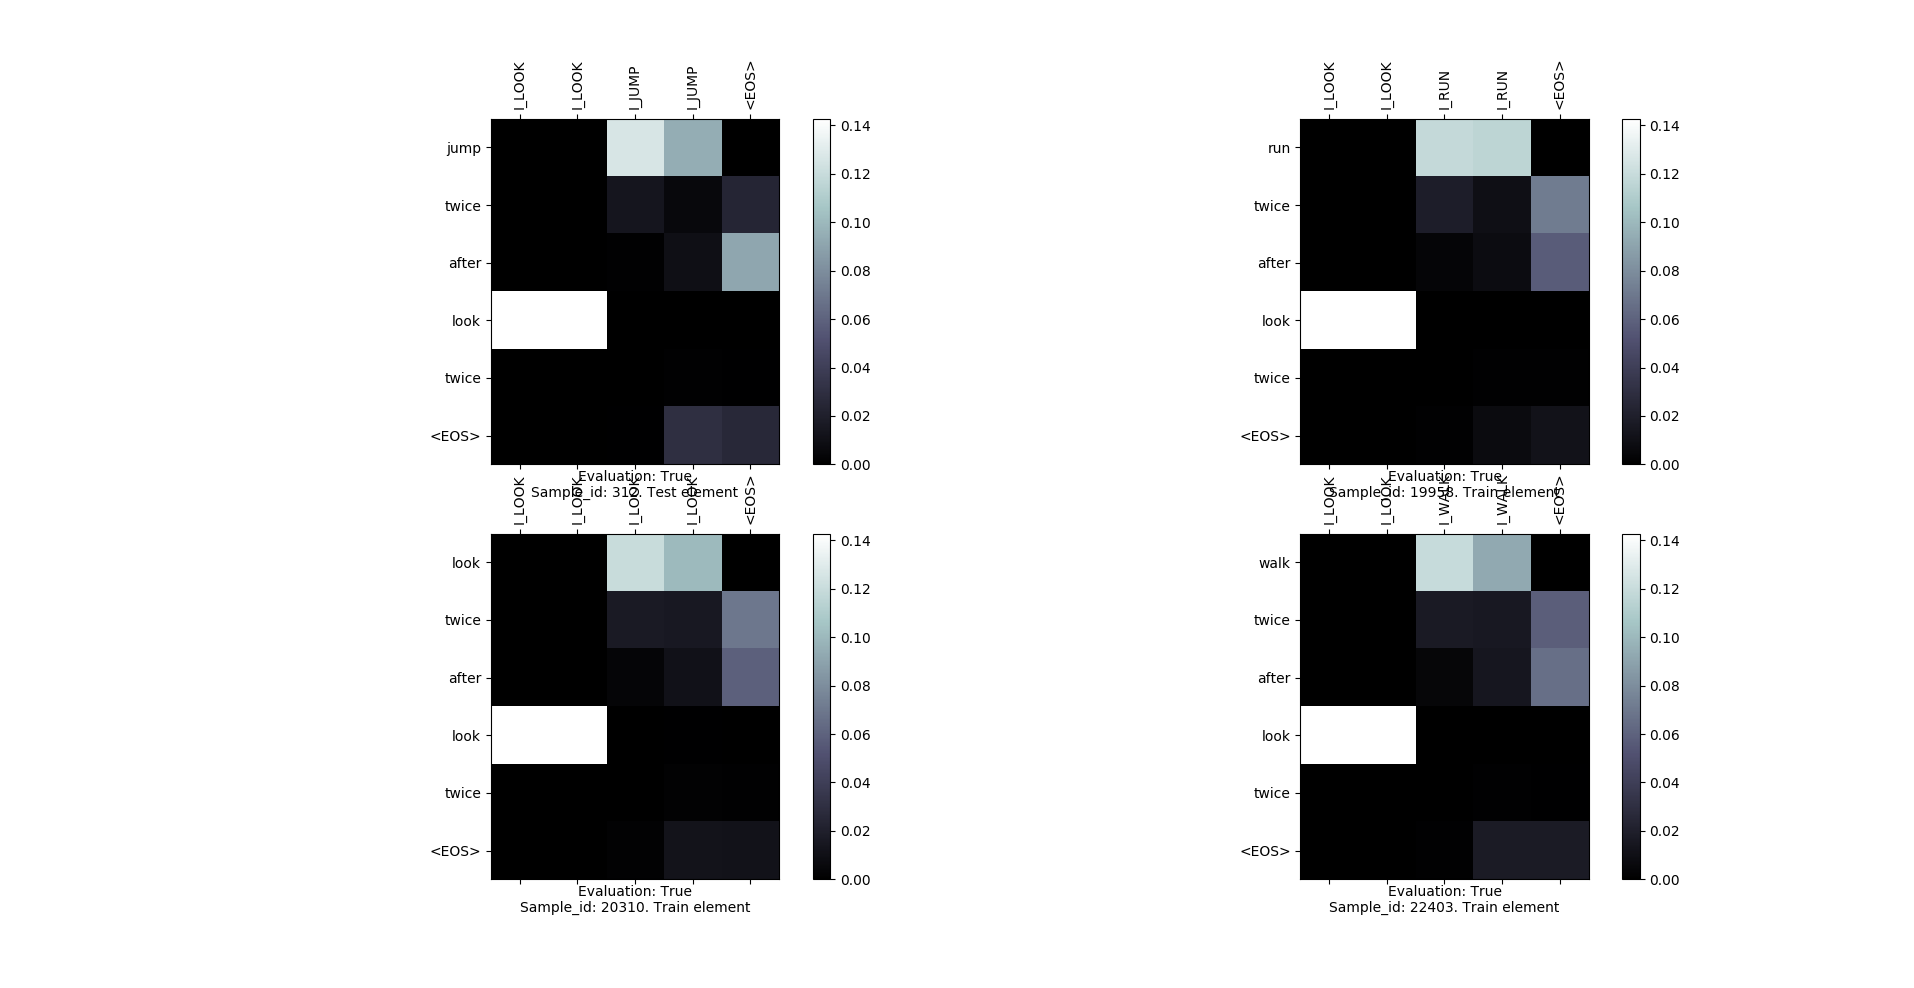 I_LOOK
I_LOOK
I_JUMP
I_JUMP
<EOS>
jump
twice
after
look
twice
<EOS>
0.14
0.12
0.10
0.08
0.06
0.04
0.02
0.00
Evaluation: True
Sample_id: Test element
I_LOOK
I_LOOK
I_RUN
I_RUN
<EOS>
run
twice
after
look
twice
<EOS>
0.14
0.12
0.10
0.08
0.06
0.04
0.02
0.00
Evaluation: True
Sample_id: 19958. Train element
I_LOOK
I_LOOK
I_LOOK
I_LOOK
<EOS>
look
twice
after
look
twice
<EOS>
0.14
0.12
0.10
0.08
0.06
0.04
0.02
0.00
Evaluation: True
Sample_id: 20310. Train element
I_LOOK
I_LOOK
I_WALK
I_WALK
<EOS>
walk
twice
after
look
twice
<EOS>
0.14
0.12
0.10
0.08
0.06
0.04
0.02
0.00
Evaluation: True
Sample_id: 22403. Train element